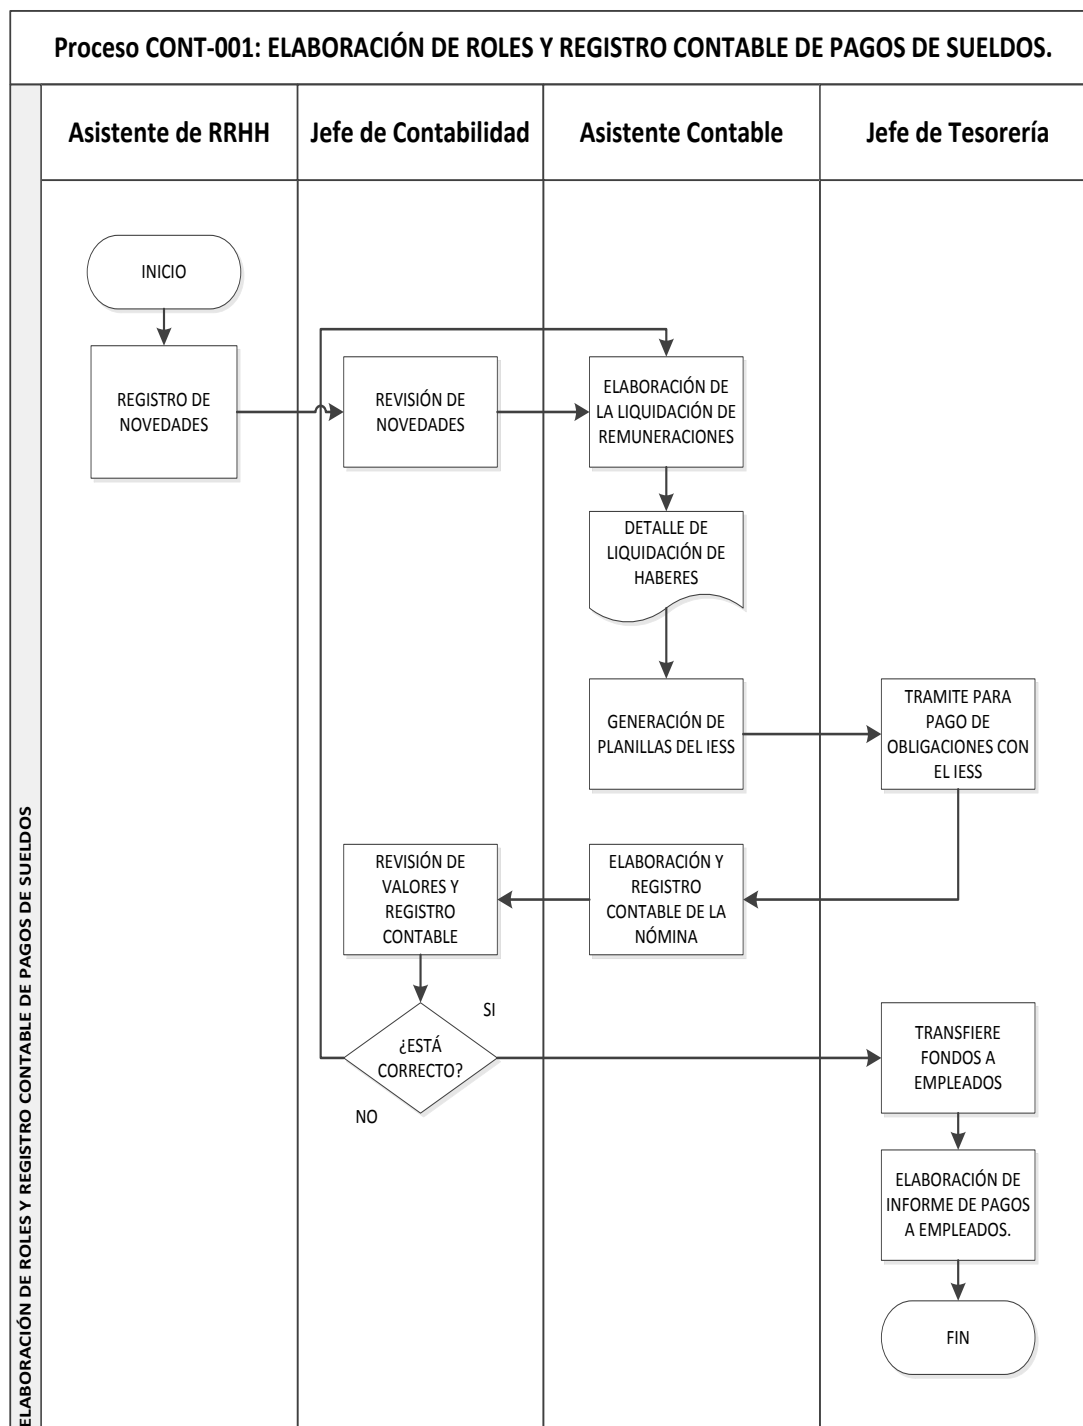 Proceso CONT-001: ELABORACIÓN DE ROLES Y REGISTRO CONTABLE DE PAGOS DE SUELDOS.
Asistente de RRHH
Jefe de Contabilidad
Asistente Contable
Jefe de Tesorería
ELABORACIÓN DE ROLES Y REGISTRO CONTABLE DE PAGOS DE SUELDOS
INICIO
REGISTRO DE
NOVEDADES
REVISIÓN DE
NOVEDADES
ELABORACIÓN DE
LA LIQUIDACIÓN DE
REMUNERACIONES
DETALLE DE
LIQUIDACIÓN DE
HABERES
GENERACIÓN DE
PLANILLAS DEL IESS
TRAMITE PARA
PAGO DE
OBLIGACIONES CON
EL IESS
REVISIÓN DE
VALORES Y
REGISTRO
CONTABLE
ELABORACIÓN Y
REGISTRO
CONTABLE DE LA
NÓMINA
SI
¿ESTÁ
CORRECTO?
NO
TRANSFIERE
FONDOS A
EMPLEADOS
ELABORACIÓN DE
INFORME DE PAGOS
A EMPLEADOS.
FIN